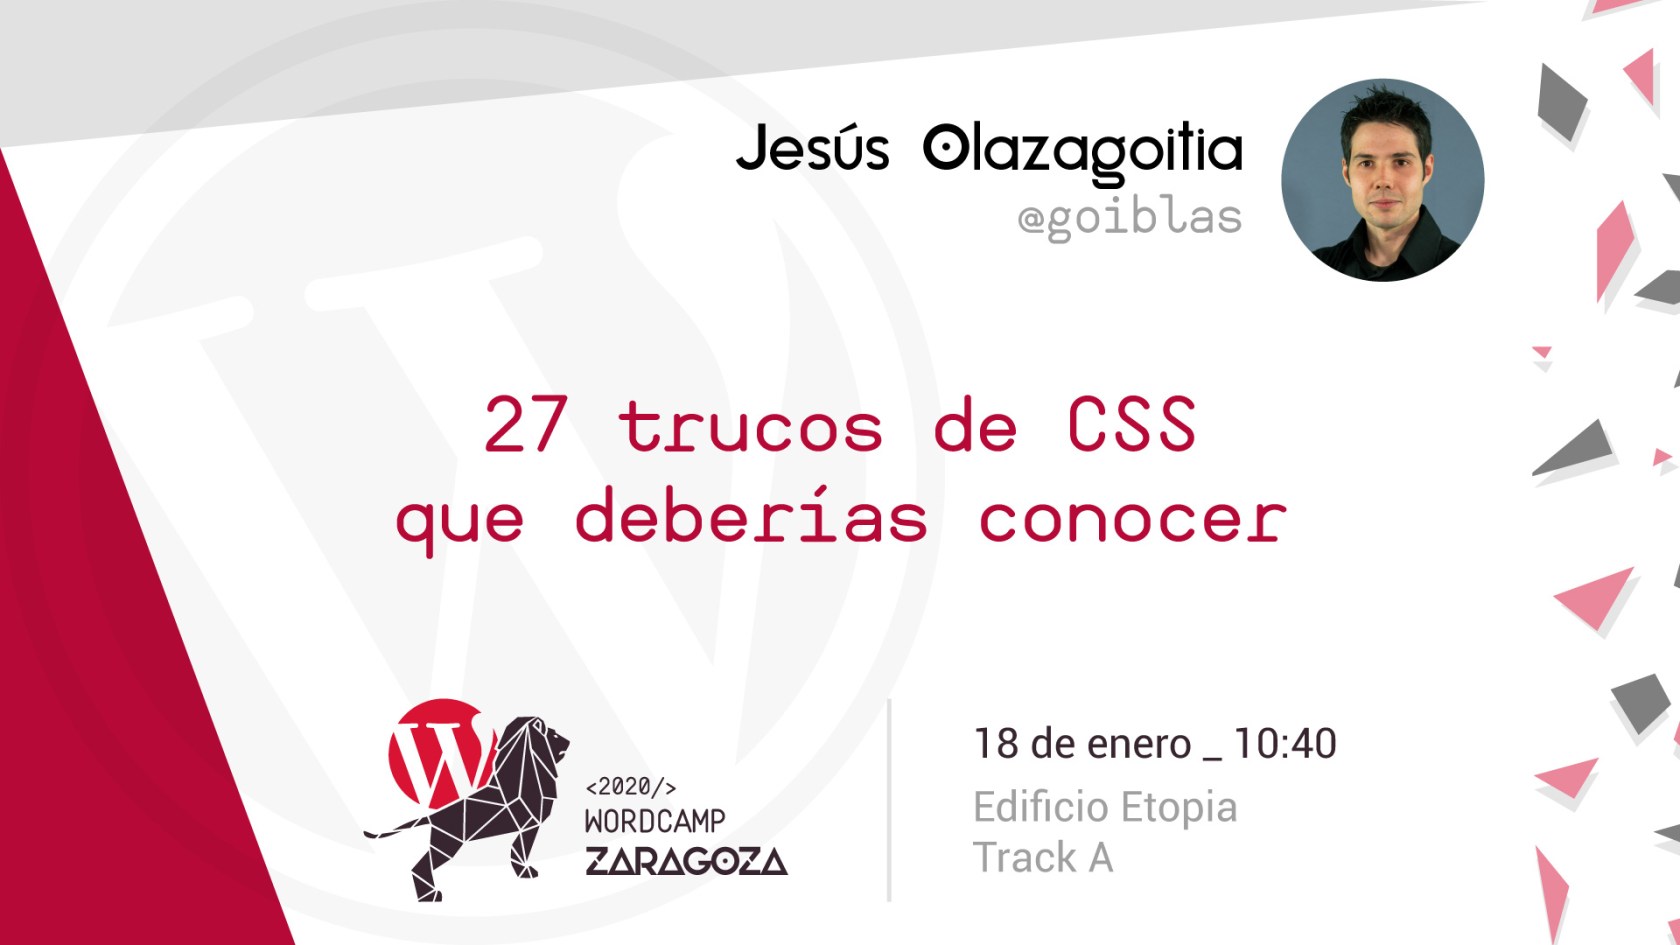 Jesús Olazagoitia
@goiblas
27 trucos de CSS
que deberías conocer
<2020/>
WORDCAMP
ZARAGOZA
18 de enero _ 10:40
Edificio Etopia
Track A